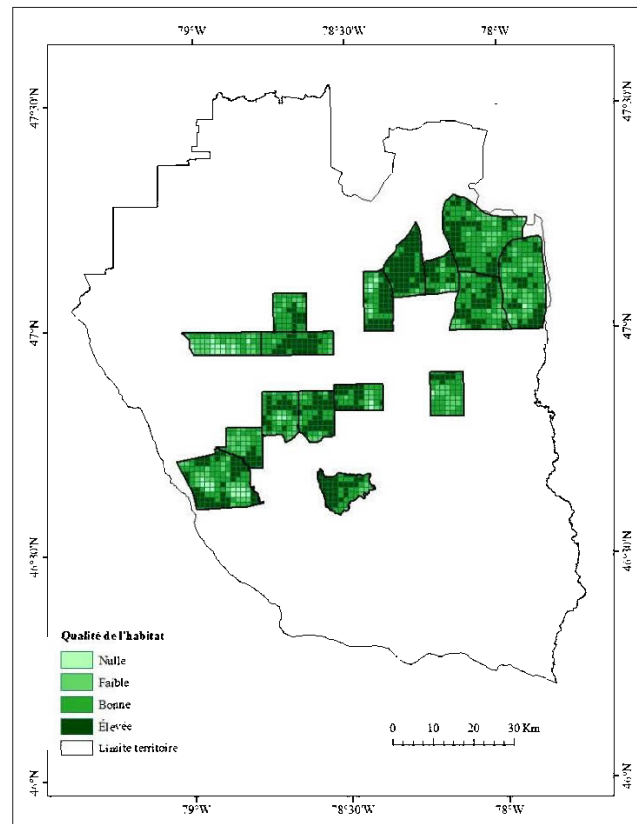 79°W 78°30'W 78°W
47°30'N 47°30'N
47°N 47°N
46°30'N 46°30'N
Qualité de l'habitat
Nulle
Faible
Bonne
Élevée
Limite territoire
0 10 20 30 Km
46°N 46°N
79°W 78°30'W 78°W